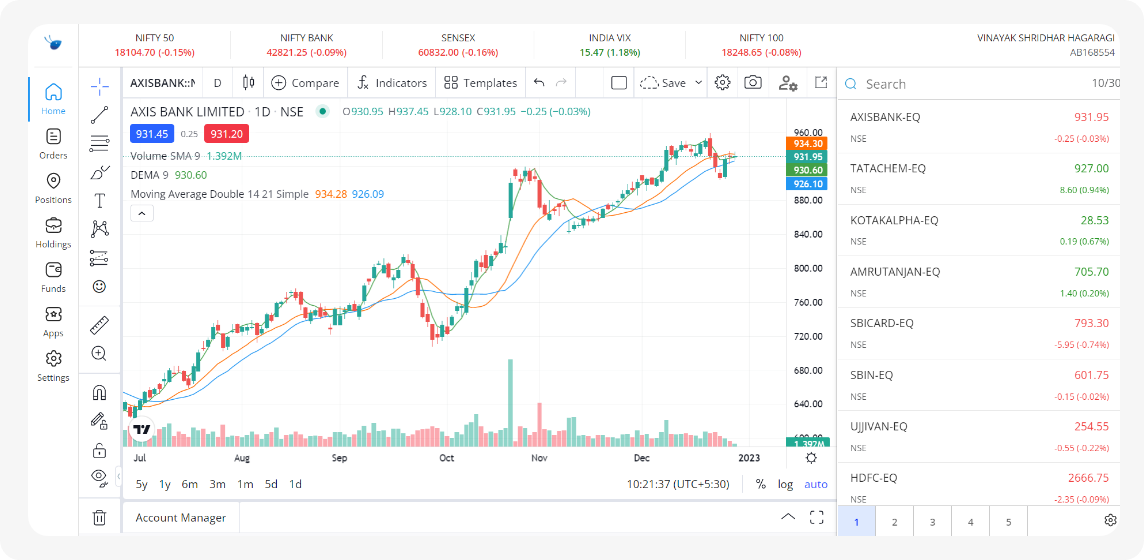 NIFTY 50
18104.70 (-0.15%)
NIFTY BANK
42821.25 (-0.09%)
SENSEX
60832.00 (-0.16%)
INDIA VIX
15.47 (1.18%)
NIFTY 100
18248.65 (-0.08%)
VINAYAK SHRIDHAR HAGARAGI
AB168554
Home
Orders
Positions
Holdings
Funds
Apps
Settings
AXISBANK::N D Compare Indicators Templates Save
AXIS BANK LIMITED · 1D · NSE O930.95 H937.45 L928.10 C931.95 −0.25 (−0.03%)
931.45 0.25 931.20
Volume SMA 9 1.392M
DEMA 9 930.60
Moving Average Double 14 21 Simple 934.28 926.09
960.00
934.30
931.95
930.60
926.10
880.00
840.00
800.00
760.00
720.00
680.00
640.00
600.00
1.392M
Jul Aug Sep Oct Nov Dec 2023
5y 1y 6m 3m 1m 5d 1d 10:21:37 (UTC+5:30) % log auto
Account Manager
Search 10/30
AXISBANK-EQ 931.95
NSE -0.25 (-0.03%)
TATACHEM-EQ 927.00
NSE 8.60 (0.94%)
KOTAKALPHA-EQ 28.53
NSE 0.19 (0.67%)
AMRUTANJAN-EQ 705.70
NSE 1.40 (0.20%)
SBICARD-EQ 793.30
NSE -5.95 (-0.74%)
SBIN-EQ 601.75
NSE -0.15 (-0.02%)
UJJIVAN-EQ 254.55
NSE -0.55 (-0.22%)
HDFC-EQ 2666.75
NSE -2.35 (-0.09%)
1 2 3 4 5